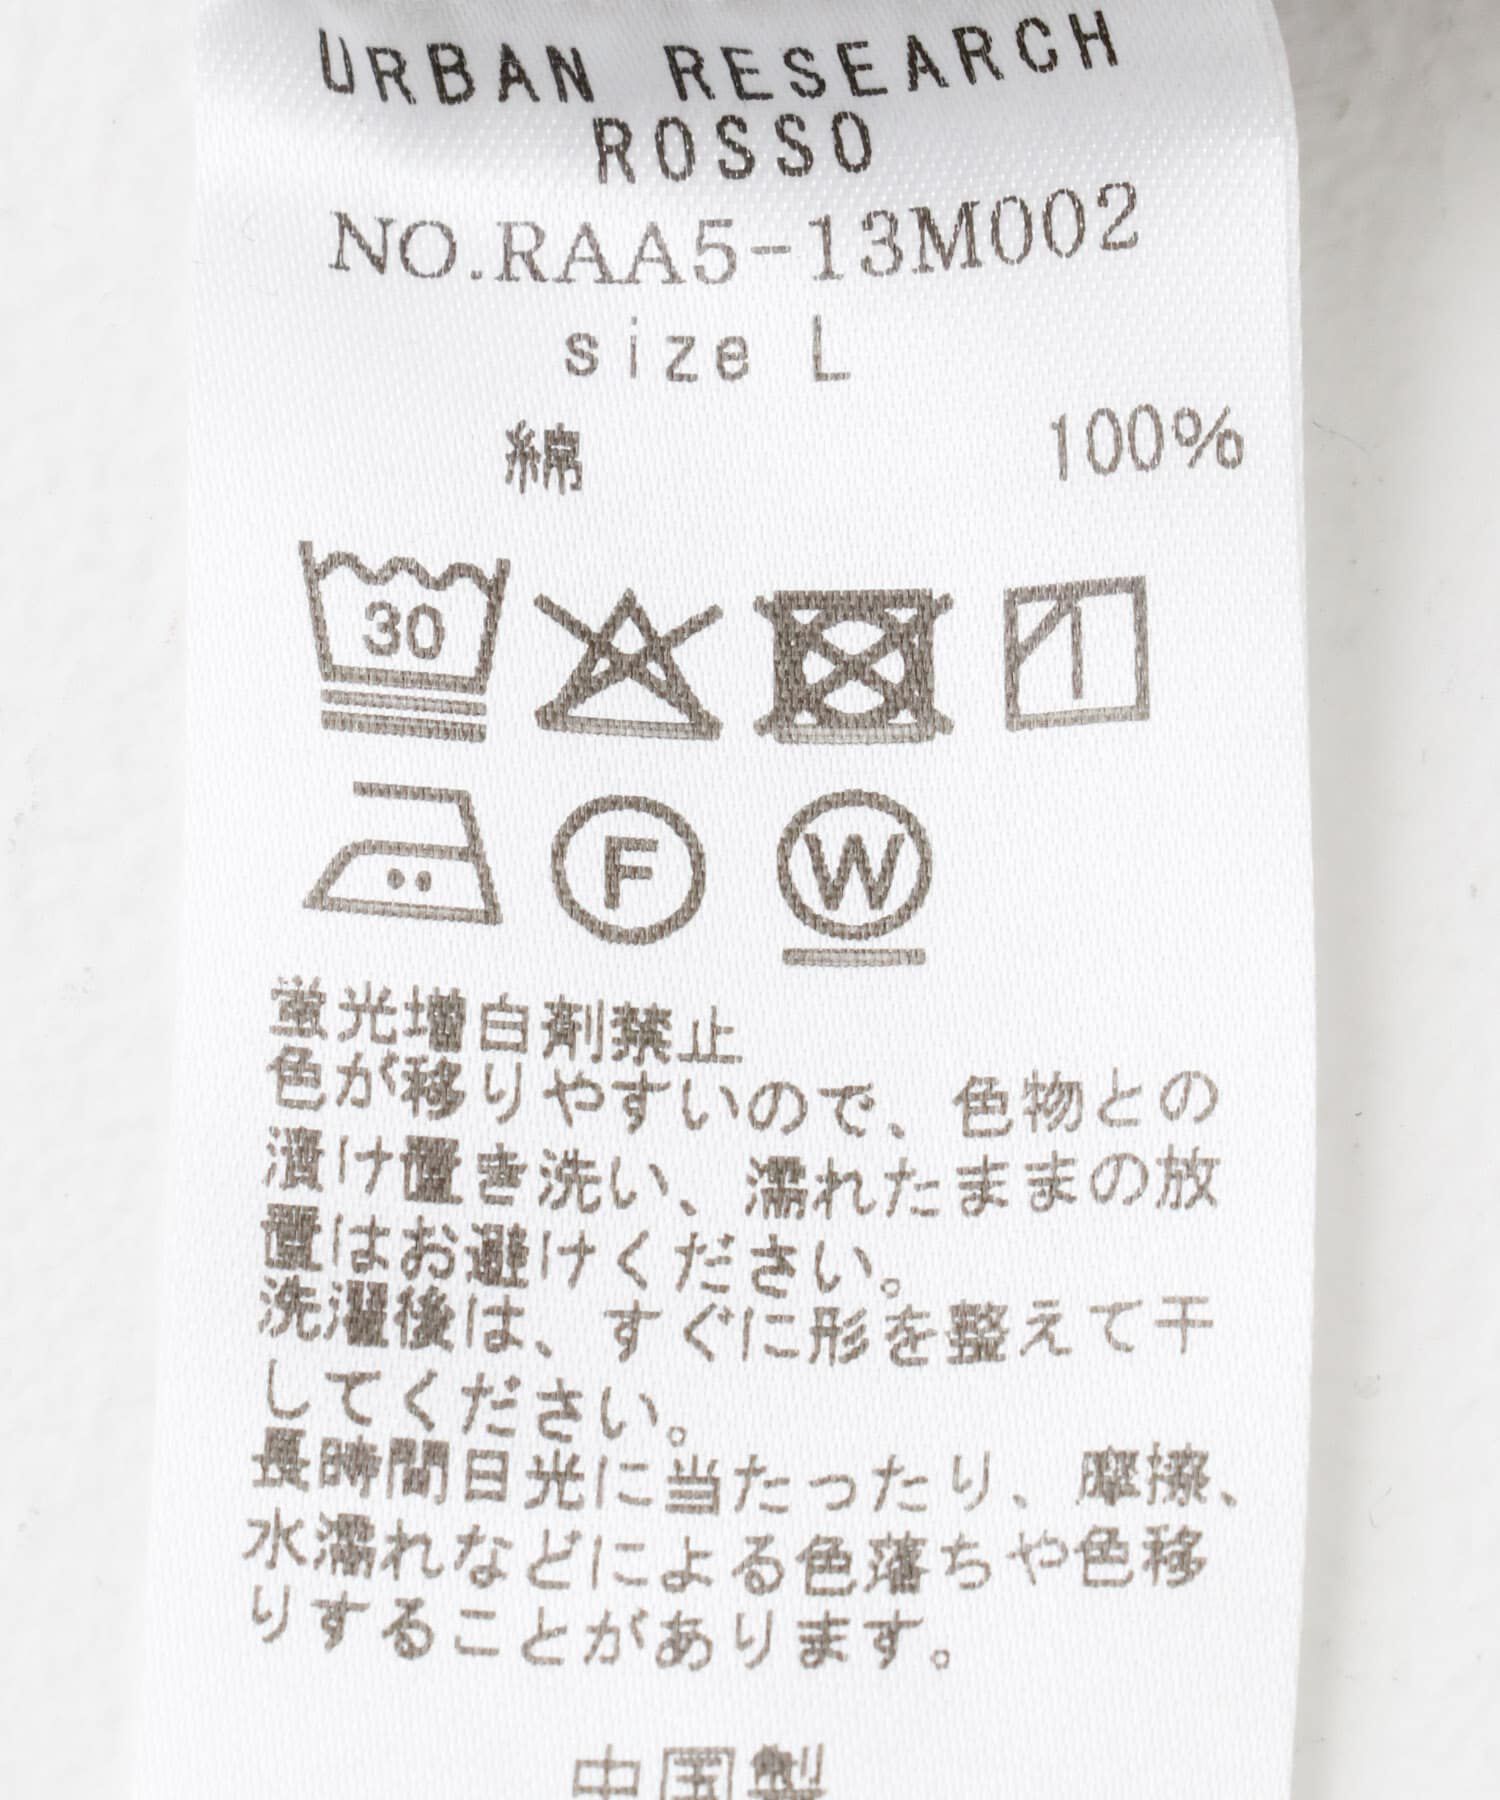 URBAN RESEARCH
ROSSO
NO.RAA5-13M002
size L
綿 100%
30
F W
蛍光増白剤禁止
色が移りやすいので、色物との
漬け置き洗い、濡れたままの放
置はお避けください。
洗濯後は、すぐに形を整えて干
してください。
長時間日光に当たったり、摩擦、
水濡れなどによる色落ちや色移
りすることがあります。
中国製